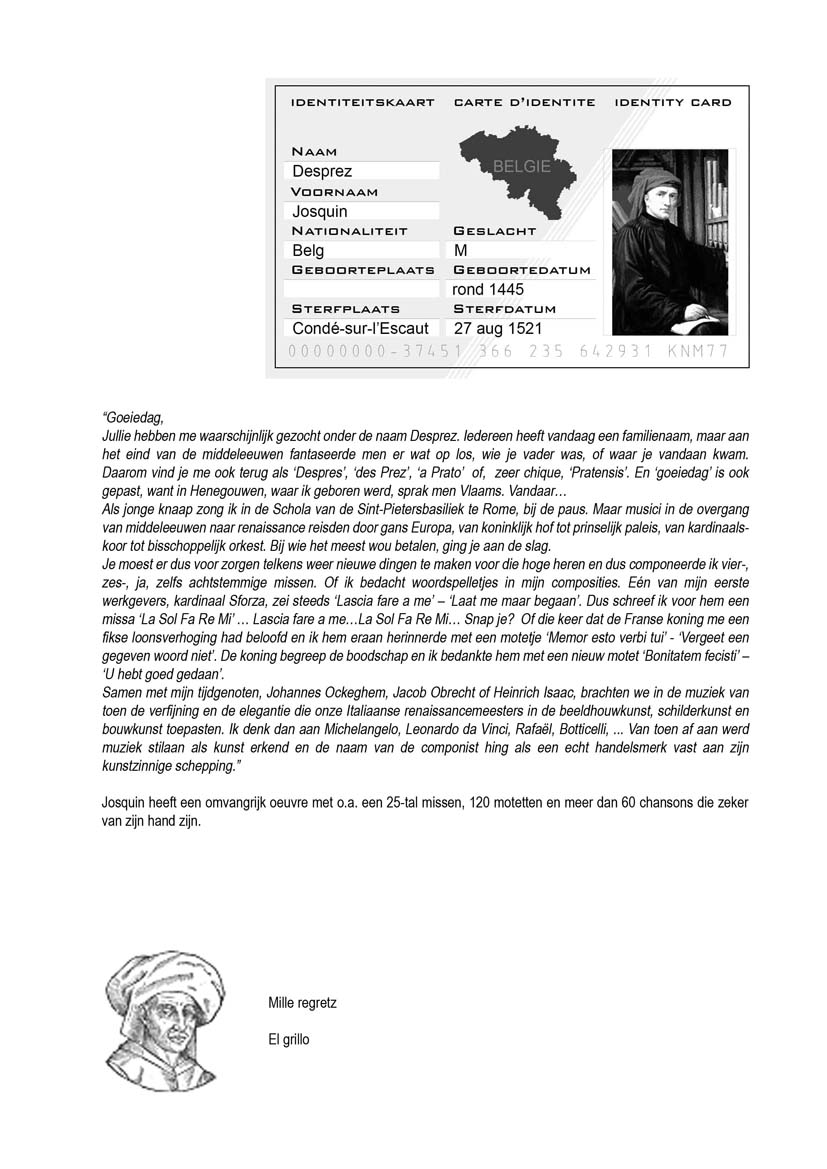 IDENTITEITSKAART CARTE D'IDENTITE IDENTITY CARD
NAAM
Desprez
BELGIE
VOORNAAM
Josquin
NATIONALITEIT GESLACHT
Belg M
GEBOORTEPLAATS GEBOORTEDATUM
rond 1445
STERFPLAATS STERFDATUM
Condé-sur-l'Escaut 27 aug 1521
00000000-37451 366 235 642931 KNM77
“Goeiedag,
Jullie hebben me waarschijnlijk gezocht onder de naam Desprez. Iedereen heeft vandaag een familienaam, maar aan
het eind van de middeleeuwen fantaseerde men er wat op los, wie je vader was, of waar je vandaan kwam.
Daarom vind je me ook terug als ‘Despres’, ‘des Prez’, ‘a Prato’ of, zeer chique, ‘Pratensis’. En ‘goeiedag’ is ook
gepast, want in Henegouwen, waar ik geboren werd, sprak men Vlaams. Vandaar…
Als jonge knaap zong ik in de Schola van de Sint-Pietersbasiliek te Rome, bij de paus. Maar musici in de overgang
van middeleeuwen naar renaissance reisden door gans Europa, van koninklijk hof tot prinselijk paleis, van kardinaals-
koor tot bisschoppelijk orkest. Bij wie het meest wou betalen, ging je aan de slag.
Je moest er dus voor zorgen telkens weer nieuwe dingen te maken voor die hoge heren en dus componeerde ik vier-,
zes-, ja, zelfs achtstemmige missen. Of ik bedacht woordspelletjes in mijn composities. Eén van mijn eerste
werkgevers, kardinaal Sforza, zei steeds ‘Lascia fare a me’ – ‘Laat me maar begaan’. Dus schreef ik voor hem een
missa ‘La Sol Fa Re Mi’ … Lascia fare a me…La Sol Fa Re Mi… Snap je? Of die keer dat de Franse koning me een
fikse loonsverhoging had beloofd en ik hem eraan herinnerde met een motetje ‘Memor esto verbi tui’ - ‘Vergeet een
gegeven woord niet’. De koning begreep de boodschap en ik bedankte hem met een nieuw motet ‘Bonitatem fecisti’ –
‘U hebt goed gedaan’.
Samen met mijn tijdgenoten, Johannes Ockeghem, Jacob Obrecht of Heinrich Isaac, brachten we in de muziek van
toen de verfijning en de elegantie die onze Italiaanse renaissancemeesters in de beeldhouwkunst, schilderkunst en
bouwkunst toepasten. Ik denk dan aan Michelangelo, Leonardo da Vinci, Rafaël, Botticelli, ... Van toen af aan werd
muziek stilaan als kunst erkend en de naam van de componist hing als een echt handelsmerk vast aan zijn
kunstzinnige schepping.”
Josquin heeft een omvangrijk oeuvre met o.a. een 25-tal missen, 120 motetten en meer dan 60 chansons die zeker
van zijn hand zijn.
Mille regretz
El grillo